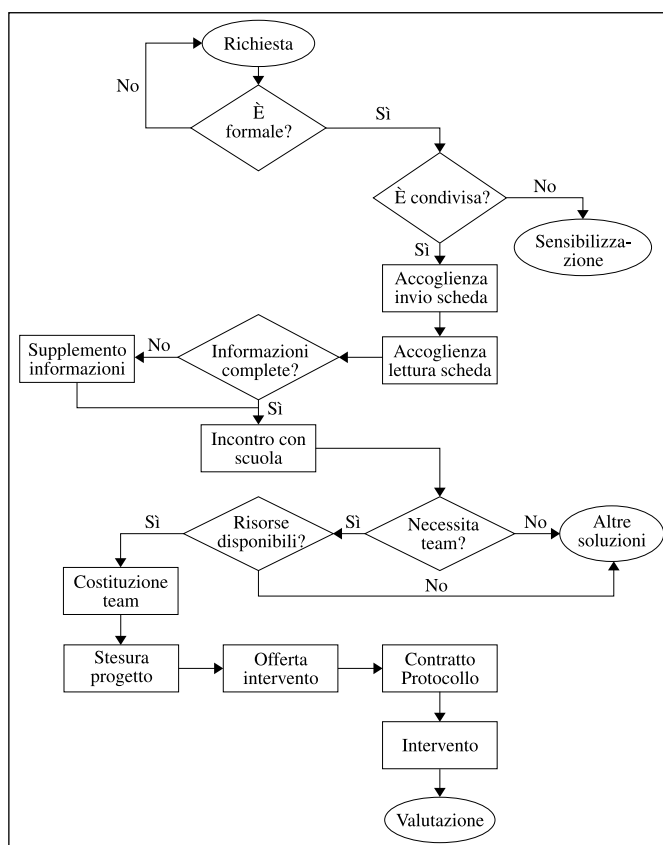 Richiesta
No
È
formale?
Sì
È condivisa?
No
Sensibilizza-
zione
Sì
Accoglienza
invio scheda
Supplemento
informazioni
No
Informazioni
complete?
Accoglienza
lettura scheda
Sì
Incontro con
scuola
Sì
Risorse
disponibili?
Sì
Necessita
team?
No
Altre
soluzioni
No
Costituzione
team
Stesura
progetto
Offerta
intervento
Contratto
Protocollo
Intervento
Valutazione